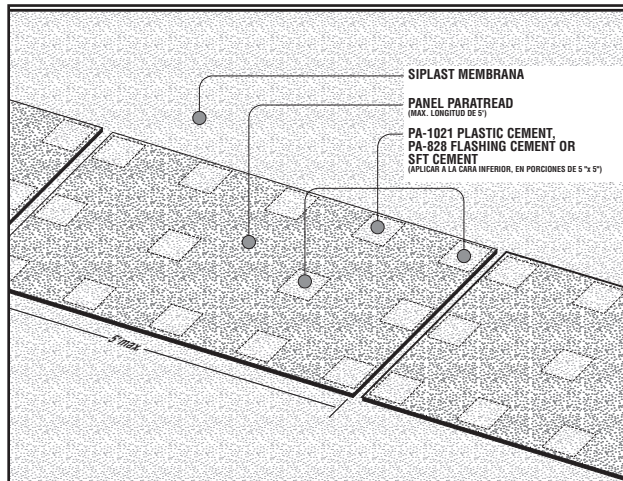 SIPLAST MEMBRANA
PANEL PARATREAD
(MAX. LONGITUD DE 5')
PA-1021 PLASTIC CEMENT,
PA-828 FLASHING CEMENT OR
SFT CEMENT
(APLICAR A LA CARA INFERIOR, EN PORCIONES DE 5 "x 5")
5' max.